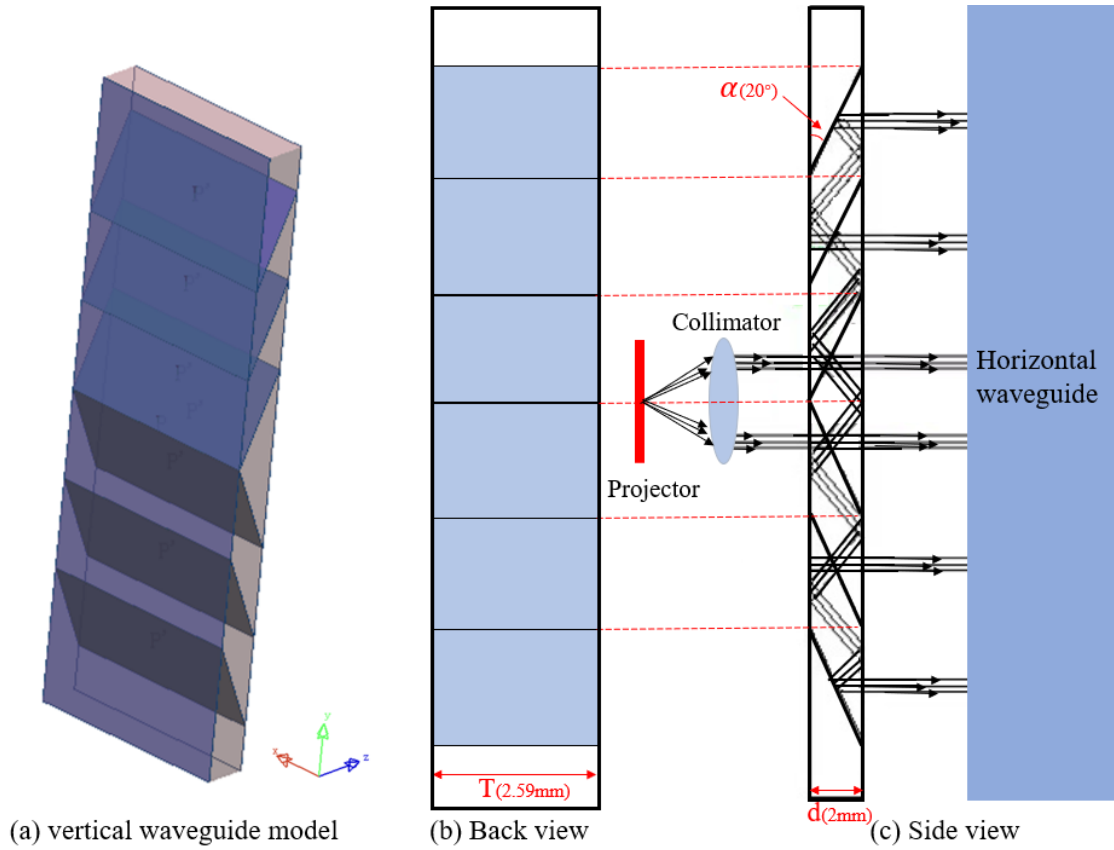 P'
P'
P'
P'
P'
P'
x
y
z
(a) vertical waveguide model
T(2.59mm)
(b) Back view
Projector
Collimator
α(20°)
d(2mm)
(c) Side view
Horizontal
waveguide